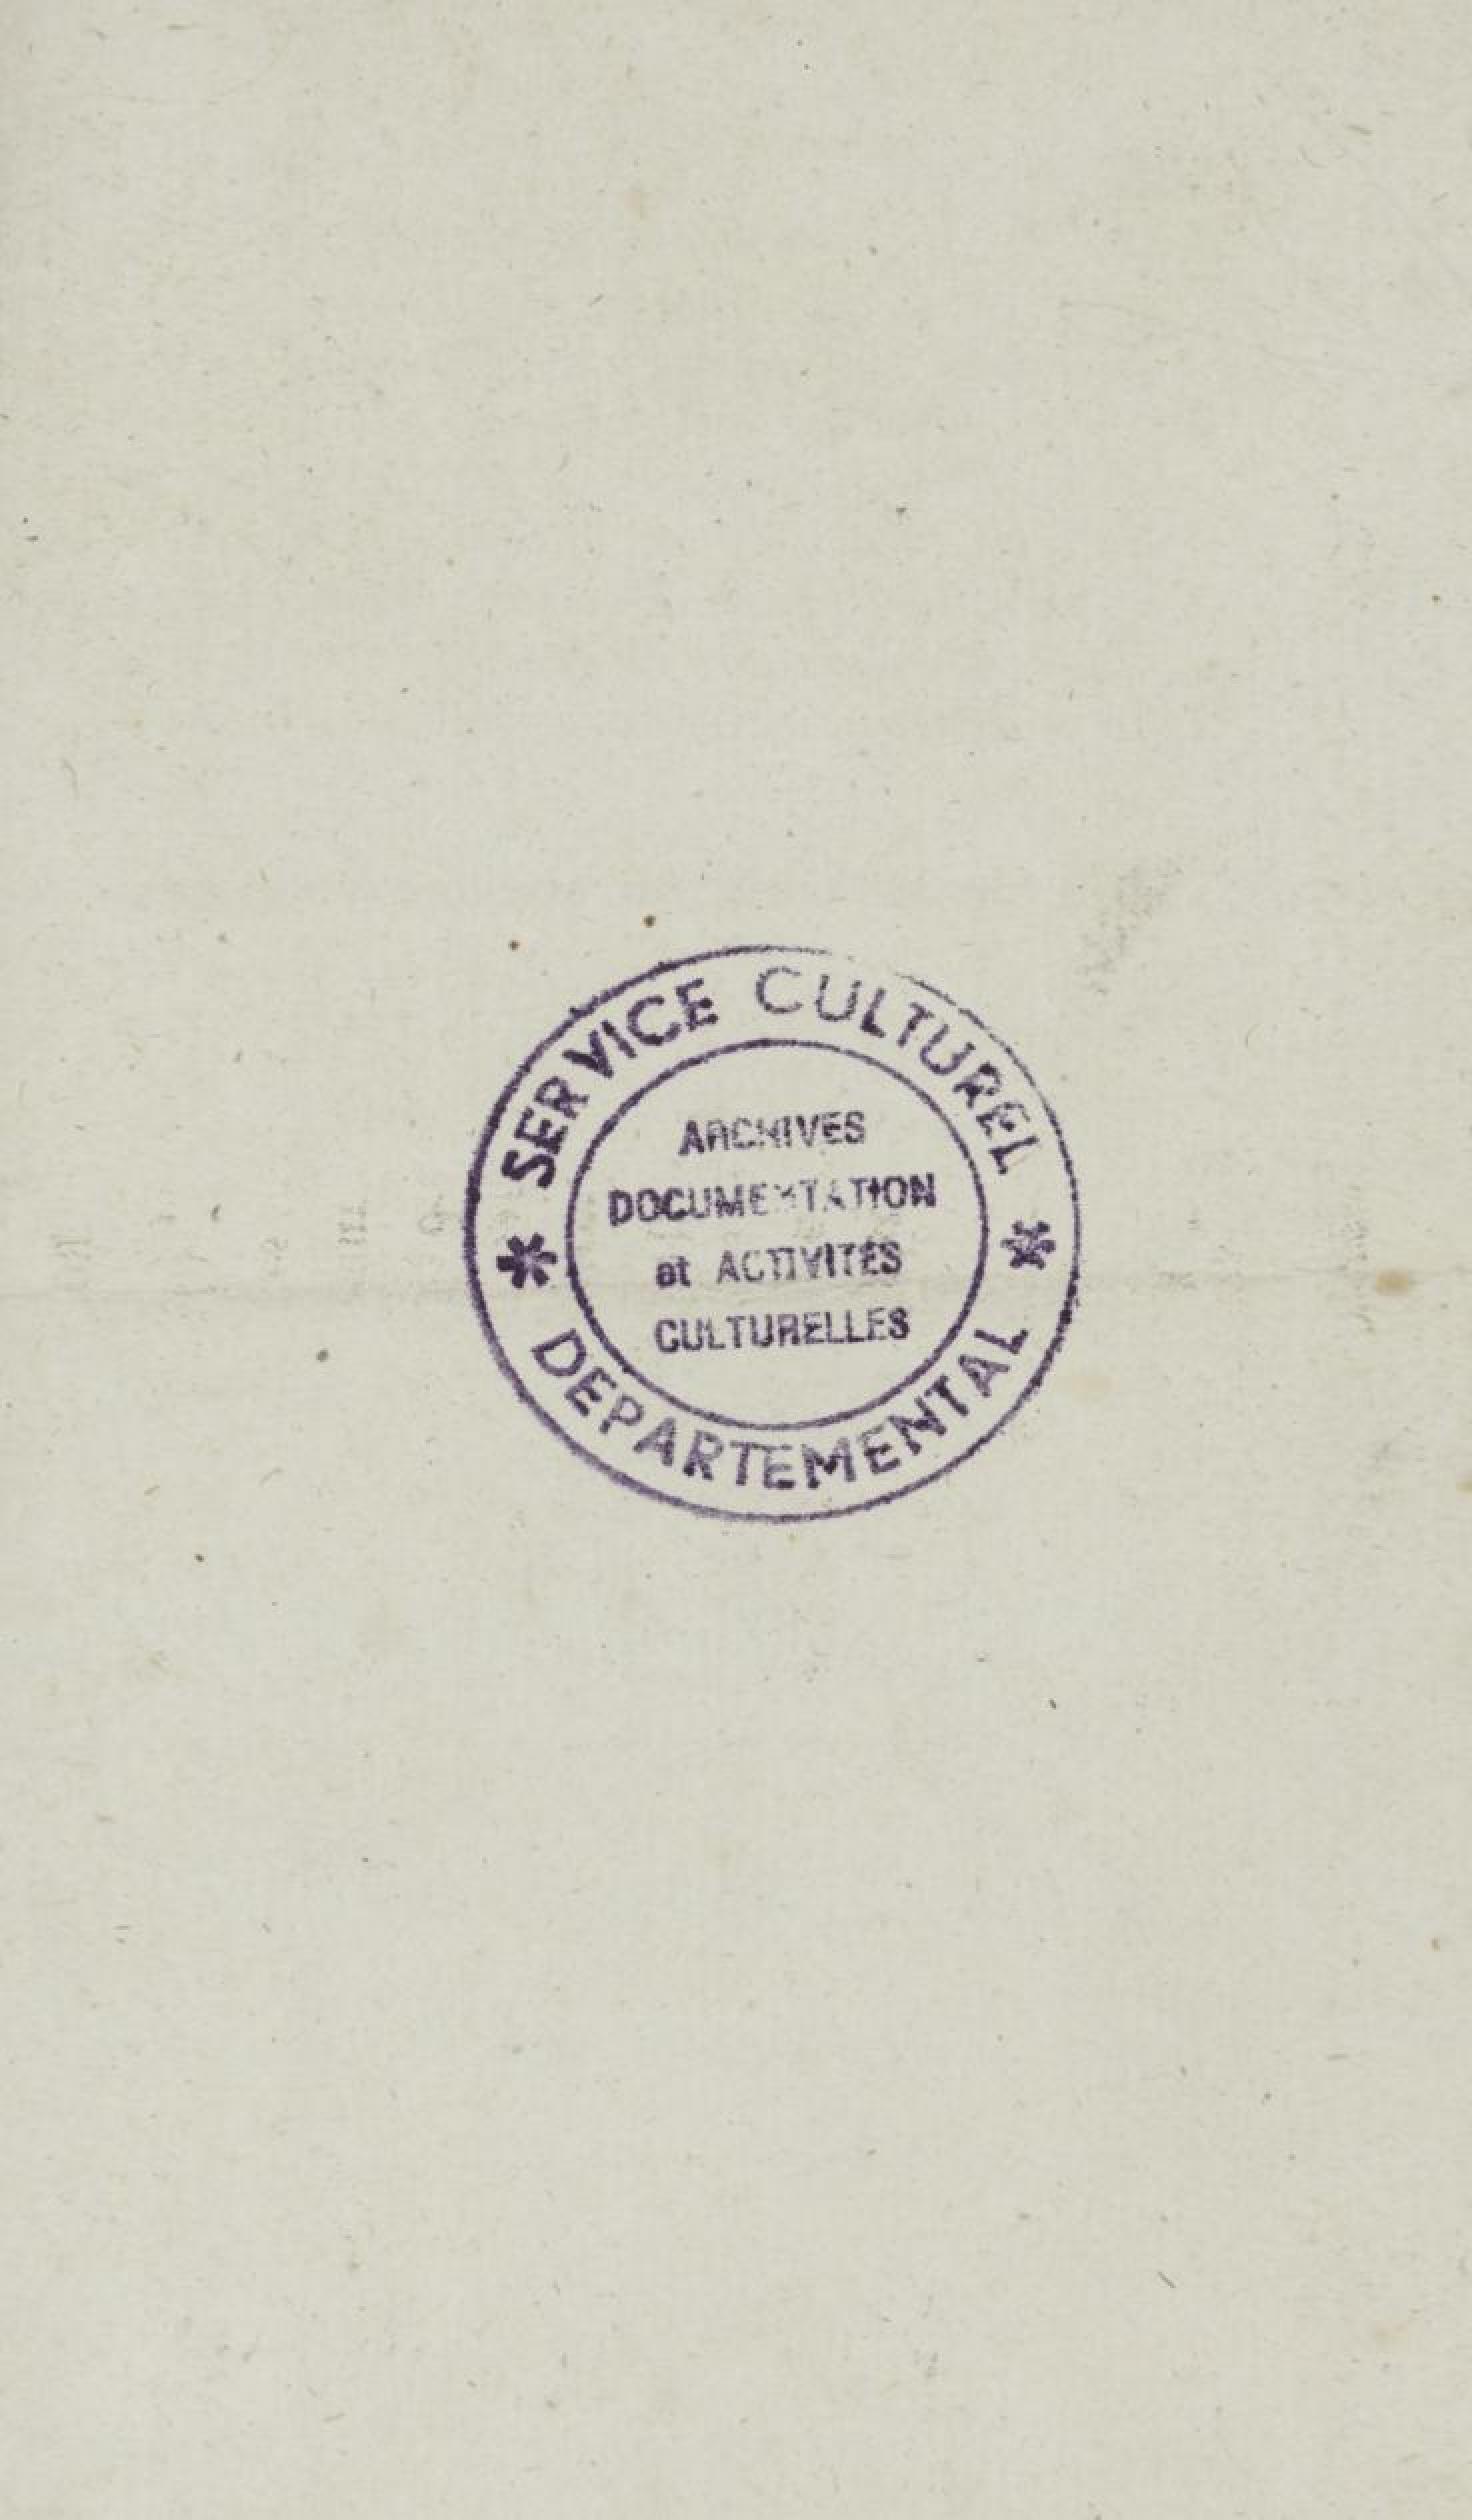 SERVICE CULTUREL
ARCHIVES
DOCUMENTATION
et ACTIVITÉS
CULTURELLES
DEPARTEMENTAL